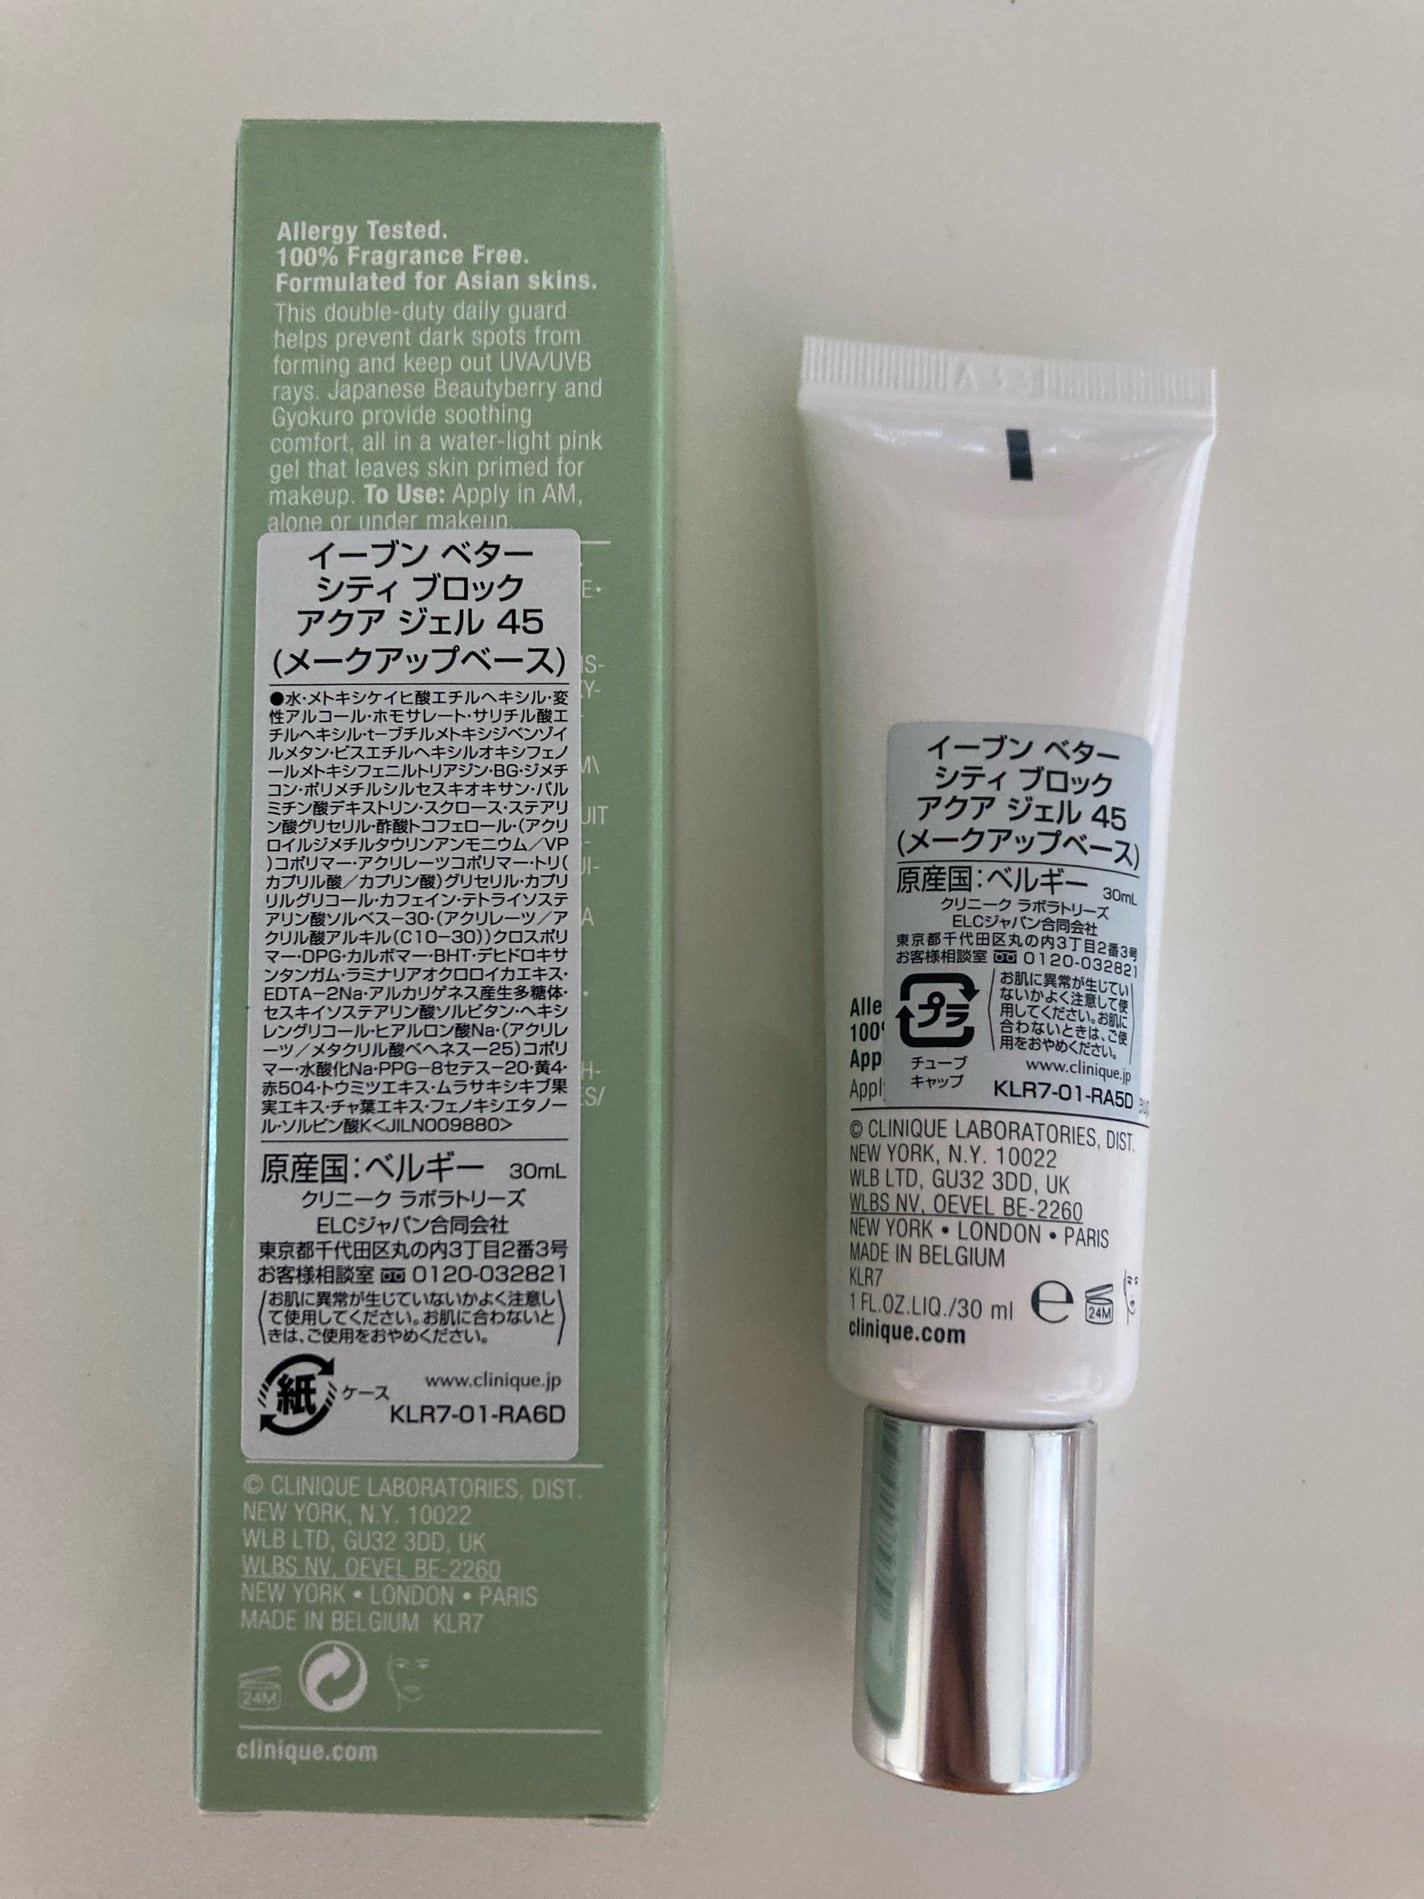 Allergy Tested.
100% Fragrance Free.
Formulated for Asian skins.
This double-duty daily guard
helps prevent dark spots from
forming and keep out UVA/UVB
rays. Japanese Beautyberry and
Gyokuro provide soothing
comfort, all in a water-light pink
gel that leaves skin primed for
makeup. To Use: Apply in AM,
alone or under makeup.
イーブン ベター
シティ ブロック
アクア ジェル 45
(メークアップベース)
●水・メトキシケイヒ酸エチルヘキシル・変
性アルコール・ホモサレート・サリチル酸エ
チルヘキシル・t-ブチルメトキシジベンゾイ
ルメタン・ビスエチルヘキシルオキシフェノ
ールメトキシフェニルトリアジン・BG・ジメチ
コン・ポリメチルシルセスキオキサン・パル
ミチン酸デキストリン・スクロース・ステアリ
ン酸グリセリル・酢酸トコフェロール・(アクリ
ロイルジメチルタウリンアンモニウム/VP
)コポリマー・アクリレーツコポリマー・トリ(
カプリル酸/カプリン酸)グリセリル・カプリ
リルグリコール・カフェイン・テトライソステ
アリン酸ソルベス-30・(アクリレーツ/ア
クリル酸アルキル(C10-30))クロスポリ
マー・DPG・カルボマー・BHT・デヒドロキサ
ンタンガム・ラミナリアオクロロイカエキス・
EDTA-2Na・アルカリゲネス産生多糖体・
セスキイソステアリン酸ソルビタン・ヘキシ
レングリコール・ヒアルロン酸Na・(アクリレ
ーツ/メタクリル酸ベヘネス-25)コポリ
マー・水酸化Na・PPG-8セテス-20・黄4・
赤504・トウミツエキス・ムラサキシキブ果
実エキス・チャ葉エキス・フェノキシエタノー
ル・ソルビン酸K<JILN009880>
原産国:ベルギー 30mL
クリニーク ラボラトリーズ
ELCジャパン合同会社
東京都千代田区丸の内3丁目2番3号
お客様相談室 0120-032821
(お肌に異常が生じていないかよく注意し
て使用してください。お肌に合わないと
きは、ご使用をおやめください。)
紙 ケース
www.clinique.jp
KLR7-01-RA6D
© CLINIQUE LABORATORIES, DIST.
NEW YORK, N.Y. 10022
WLB LTD, GU32 3DD, UK
WLBS NV, OEVEL BE-2260
NEW YORK • LONDON • PARIS
MADE IN BELGIUM KLR7
24M
clinique.com
イーブン ベター
シティ ブロック
アクア ジェル 45
(メークアップベース)
原産国:ベルギー 30mL
クリニーク ラボラトリーズ
ELCジャパン合同会社
東京都千代田区丸の内3丁目2番3号
お客様相談室 0120-032821
プラ
チューブ
キャップ
(お肌に異常が生じてい
ないかよく注意して使
用してください。お肌に
合わないときは、ご使
用をおやめください。)
www.clinique.jp
KLR7-01-RA5D
© CLINIQUE LABORATORIES, DIST.
NEW YORK, N.Y. 10022
WLB LTD, GU32 3DD, UK
WLBS NV, OEVEL BE-2260
NEW YORK • LONDON • PARIS
MADE IN BELGIUM
KLR7
1 FL.OZ.LIQ./30 ml e 24M
clinique.com